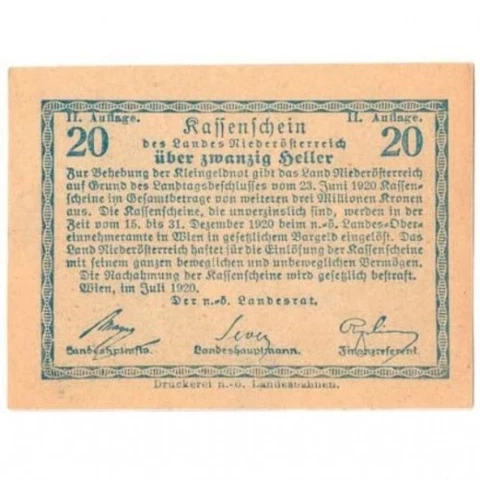 II. Auflage. Kassenschein II. Auflage.
20 des Landes Niederösterreich 20
über zwanzig Heller
Zur Behebung der Kleingeldnot gibt das Land Niederösterreich
auf Grund des Landtagsbeschlusses vom 23. Juni 1920 Kassen-
scheine im Gesamtbetrage von weiteren drei Millionen Kronen
aus. Die Kassenscheine, die unverzinslich sind, werden in der
Zeit vom 15. bis 31. Dezember 1920 beim n.-ö. Landes-Ober-
einnehmeramte in Wien in gesetzlichem Bargeld eingelöst. Das
Land Niederösterreich haftet für die Einlösung der Kassenscheine
mit seinem ganzen beweglichen und unbeweglichen Vermögen.
Die Nachahmung der Kassenscheine wird gesetzlich bestraft.
Wien, im Juli 1920.
Der n.-ö. Landesrat.
Sever
Landeshauptmann. Finanzreferent.
Druckerei n.-ö. Landesbahnen.